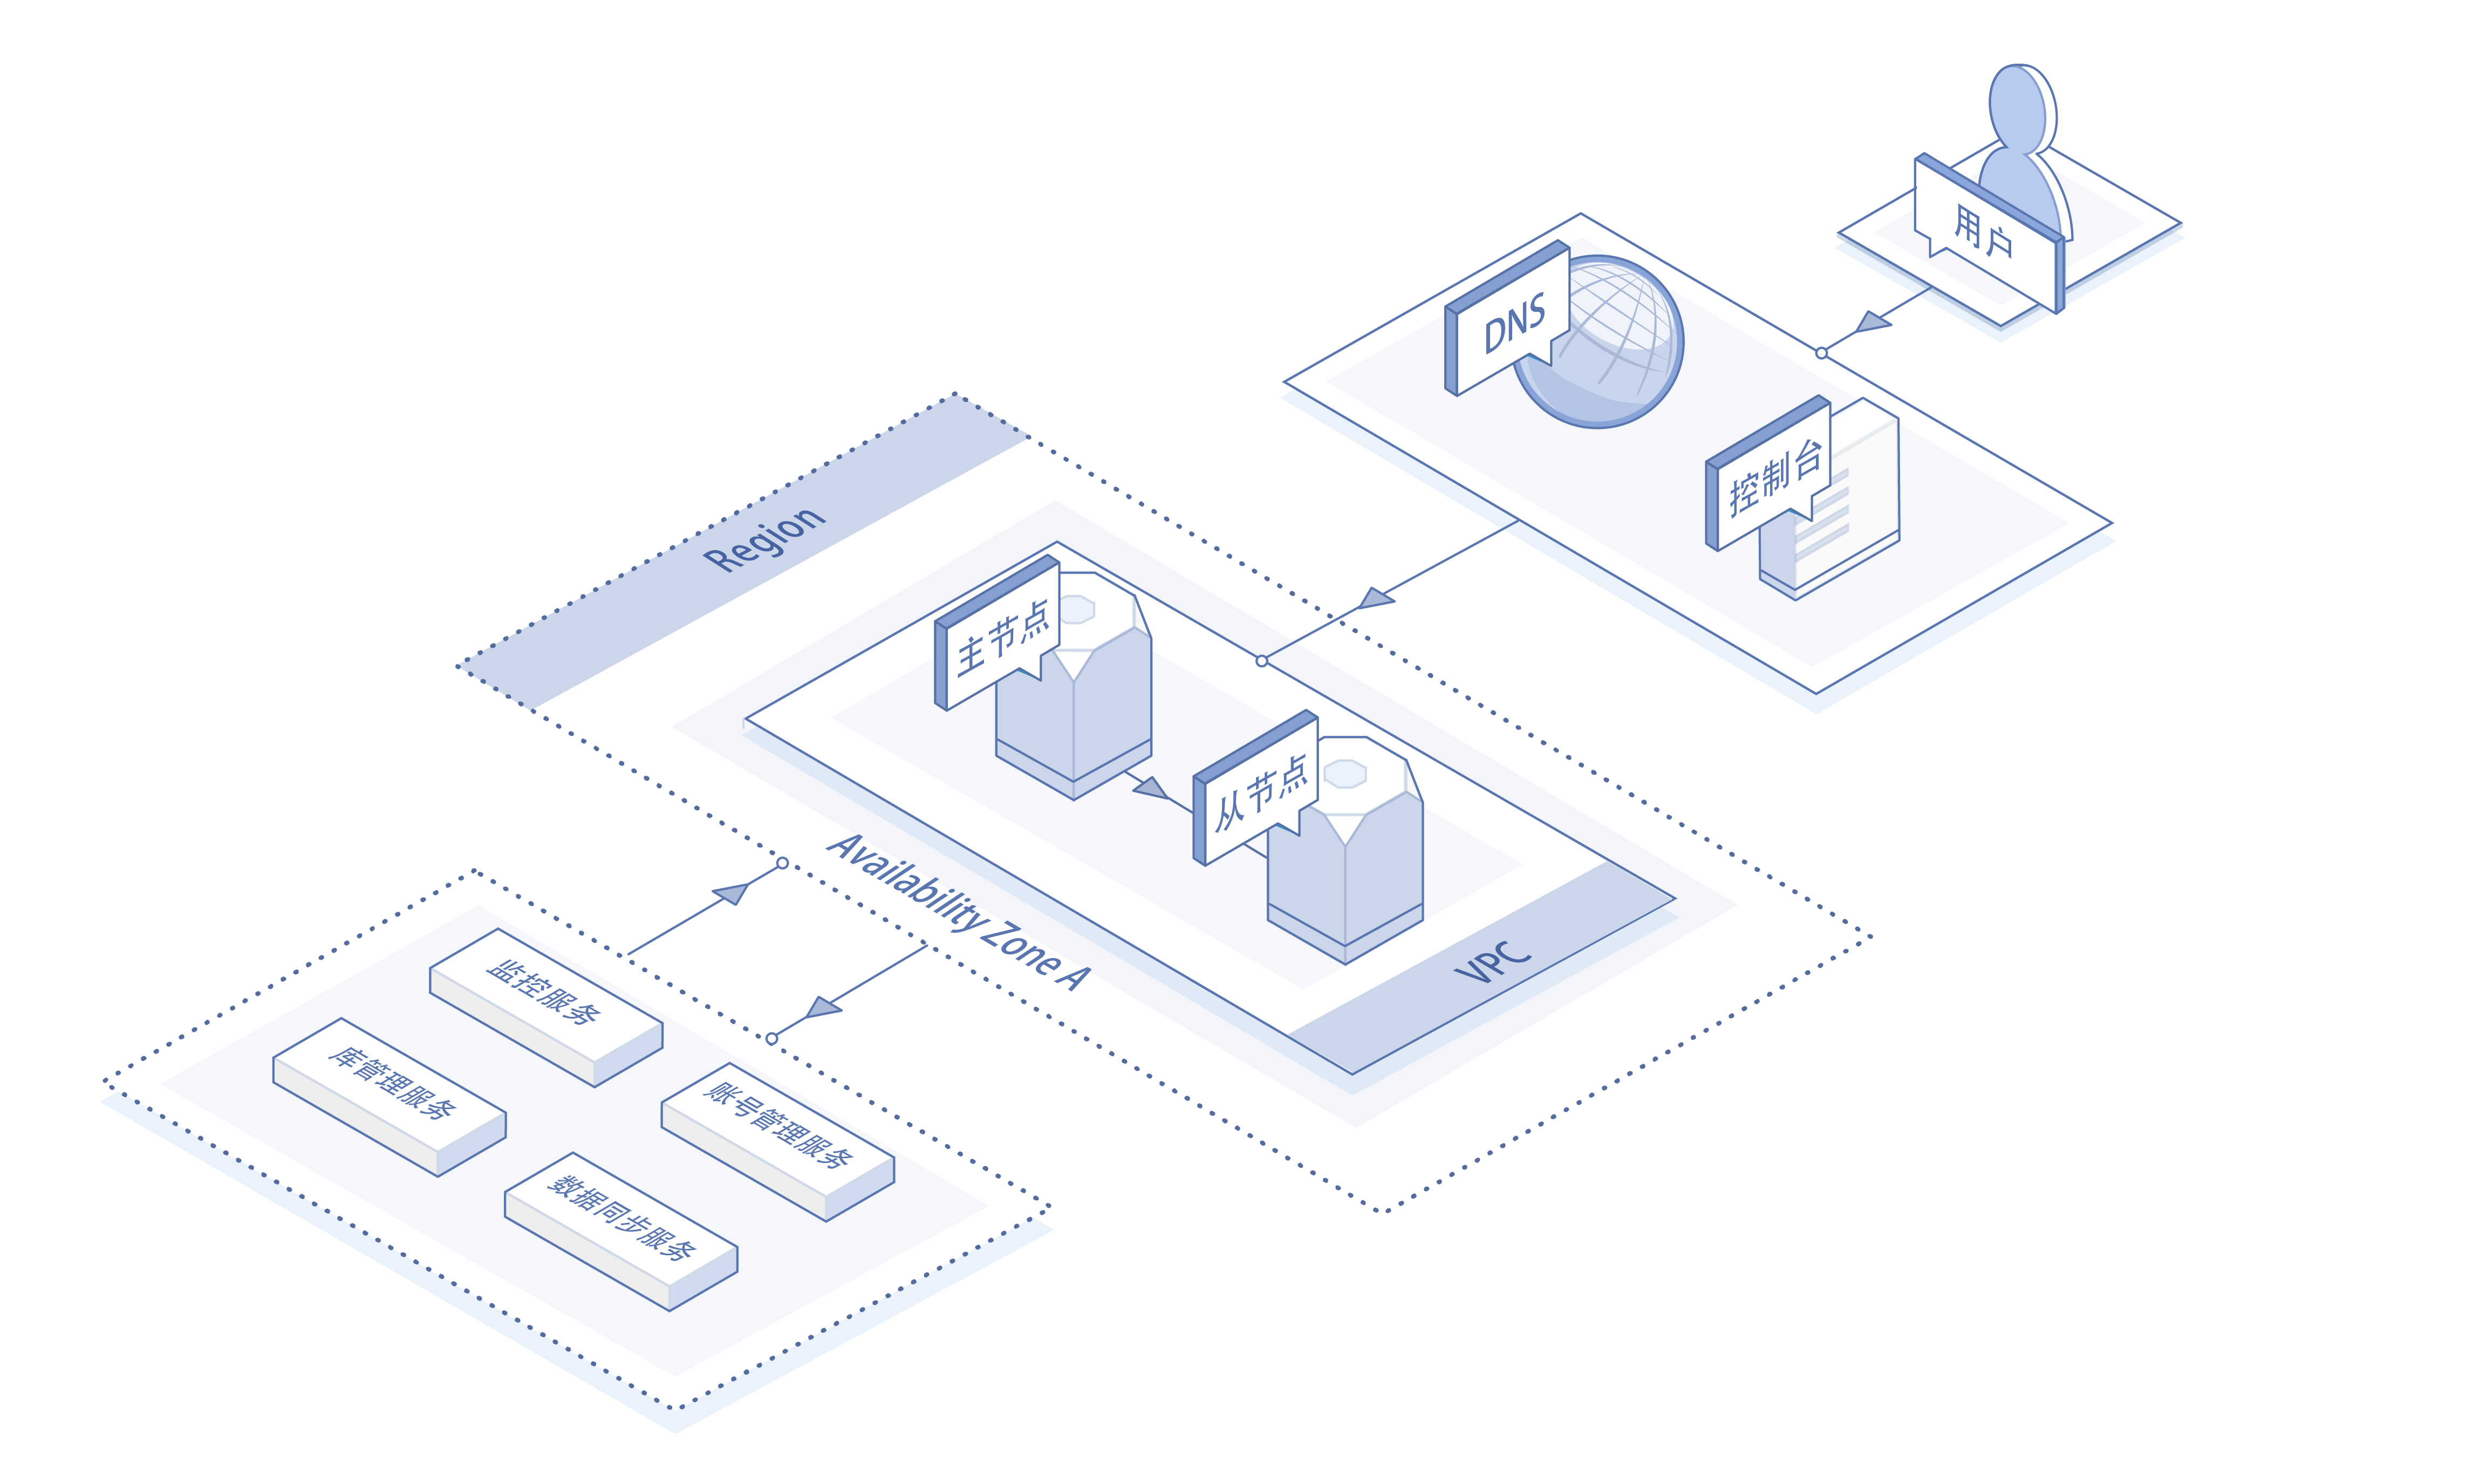 用户
DNS
控制台
Region
主节点
从节点
Availability Zone A
VPC
监控服务
库管理服务
账号管理服务
数据同步服务